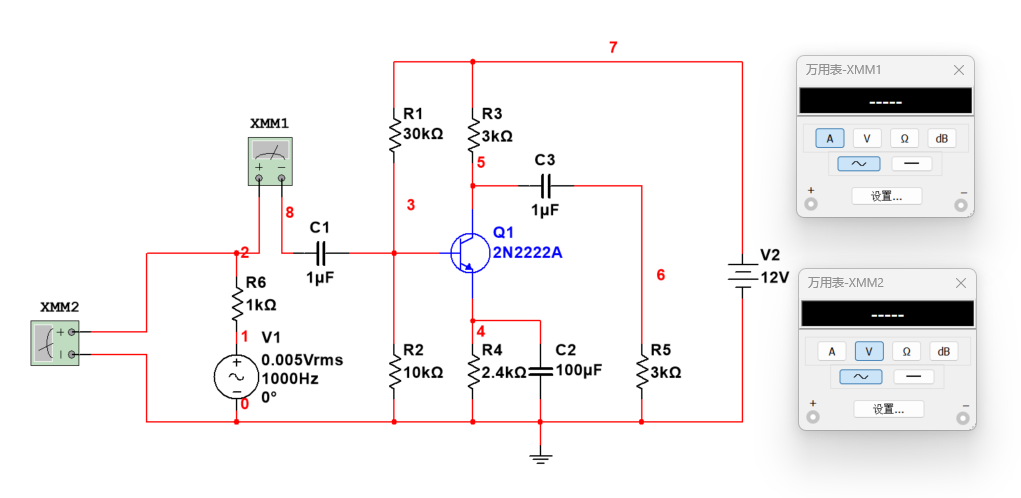 7
XMM1
R1
30kΩ
R3
3kΩ
5
C3
1µF
3
8
C1
1µF
2
Q1
2N2222A
R6
1kΩ
1
V1
0.005Vrms
1000Hz
0°
0
XMM2
4
R2
10kΩ
R4
2.4kΩ
C2
100µF
6
R5
3kΩ
V2
12V
万用表-XMM1
-----
A V Ω dB
设置...
万用表-XMM2
-----
A V Ω dB
设置...